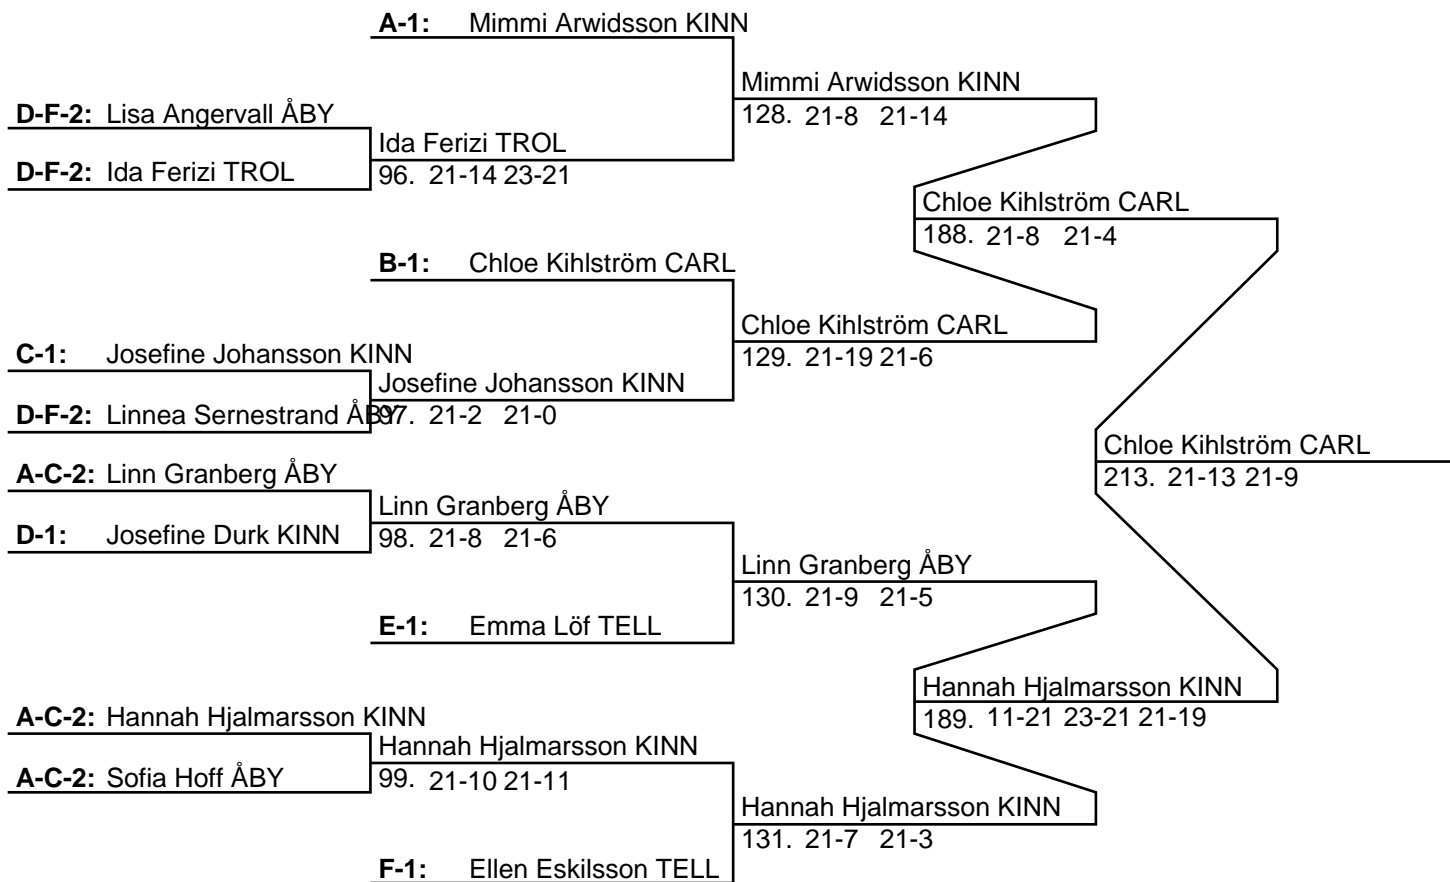 A-1: Mimmi Arwidsson KINN
Mimmi Arwidsson KINN
128. 21-8 21-14
D-F-2: Lisa Angervall ÅBY
Ida Ferizi TROL
96. 21-14 23-21
D-F-2: Ida Ferizi TROL
Chloe Kihlström CARL
188. 21-8 21-4
B-1: Chloe Kihlström CARL
Chloe Kihlström CARL
129. 21-19 21-6
C-1: Josefine Johansson KINN
Josefine Johansson KINN
97. 21-2 21-0
D-F-2: Linnea Sernestrand ÅBY
Chloe Kihlström CARL
213. 21-13 21-9
A-C-2: Linn Granberg ÅBY
Linn Granberg ÅBY
98. 21-8 21-6
D-1: Josefine Durk KINN
Linn Granberg ÅBY
130. 21-9 21-5
E-1: Emma Löf TELL
Hannah Hjalmarsson KINN
189. 11-21 23-21 21-19
A-C-2: Hannah Hjalmarsson KINN
Hannah Hjalmarsson KINN
99. 21-10 21-11
A-C-2: Sofia Hoff ÅBY
Hannah Hjalmarsson KINN
131. 21-7 21-3
F-1: Ellen Eskilsson TELL